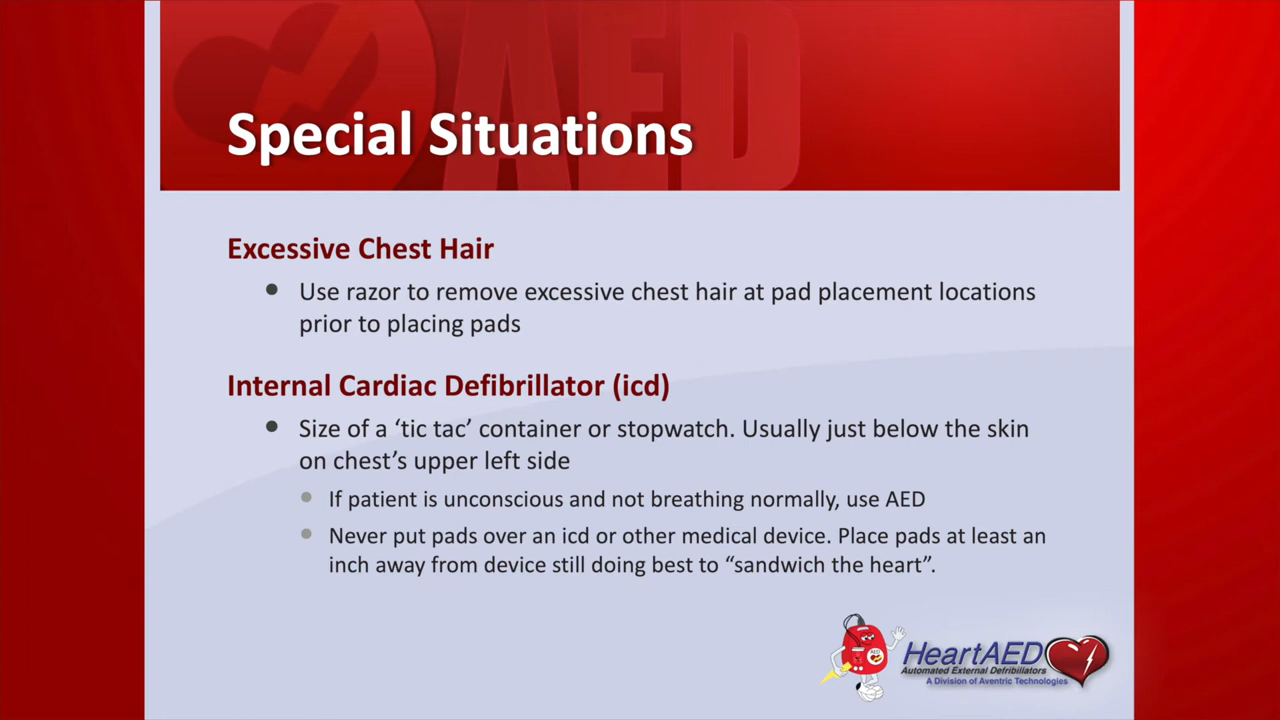 AED
Special Situations
Excessive Chest Hair
Use razor to remove excessive chest hair at pad placement locations
prior to placing pads
Internal Cardiac Defibrillator (icd)
Size of a ‘tic tac’ container or stopwatch. Usually just below the skin
on chest’s upper left side
If patient is unconscious and not breathing normally, use AED
Never put pads over an icd or other medical device. Place pads at least an
inch away from device still doing best to “sandwich the heart”.
AED
HeartAED
Automated External Defibrillators
A Division of Aventric Technologies